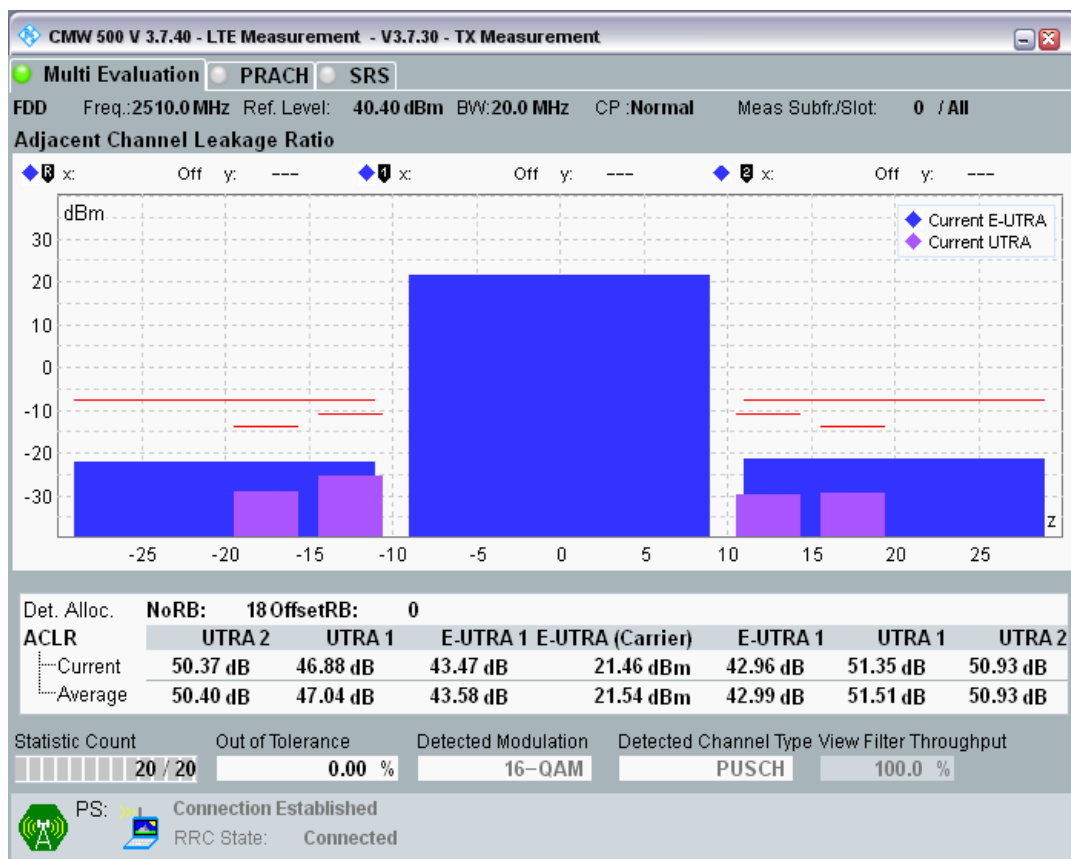 CMW 500 V 3.7.40 - LTE Measurement - V3.7.30 - TX Measurement
Multi Evaluation PRACH SRS
FDD Freq.:2510.0 MHz Ref. Level: 40.40 dBm BW:20.0 MHz CP :Normal Meas Subfr./Slot: 0 / All
Adjacent Channel Leakage Ratio
R x: Off y: --- 1 x: Off y: --- 2 x: Off y: ---
dBm
Current E-UTRA
Current UTRA
30
20
10
0
-10
-20
-30
z
-25 -20 -15 -10 -5 0 5 10 15 20 25
Det. Alloc. NoRB: 18 OffsetRB: 0
ACLR UTRA 2 UTRA 1 E-UTRA 1 E-UTRA (Carrier) E-UTRA 1 UTRA 1 UTRA 2
Current 50.37 dB 46.88 dB 43.47 dB 21.46 dBm 42.96 dB 51.35 dB 50.93 dB
Average 50.40 dB 47.04 dB 43.58 dB 21.54 dBm 42.99 dB 51.51 dB 50.93 dB
Statistic Count Out of Tolerance Detected Modulation Detected Channel Type View Filter Throughput
20 / 20 0.00 % 16-QAM PUSCH 100.0 %
PS: Connection Established
RRC State: Connected